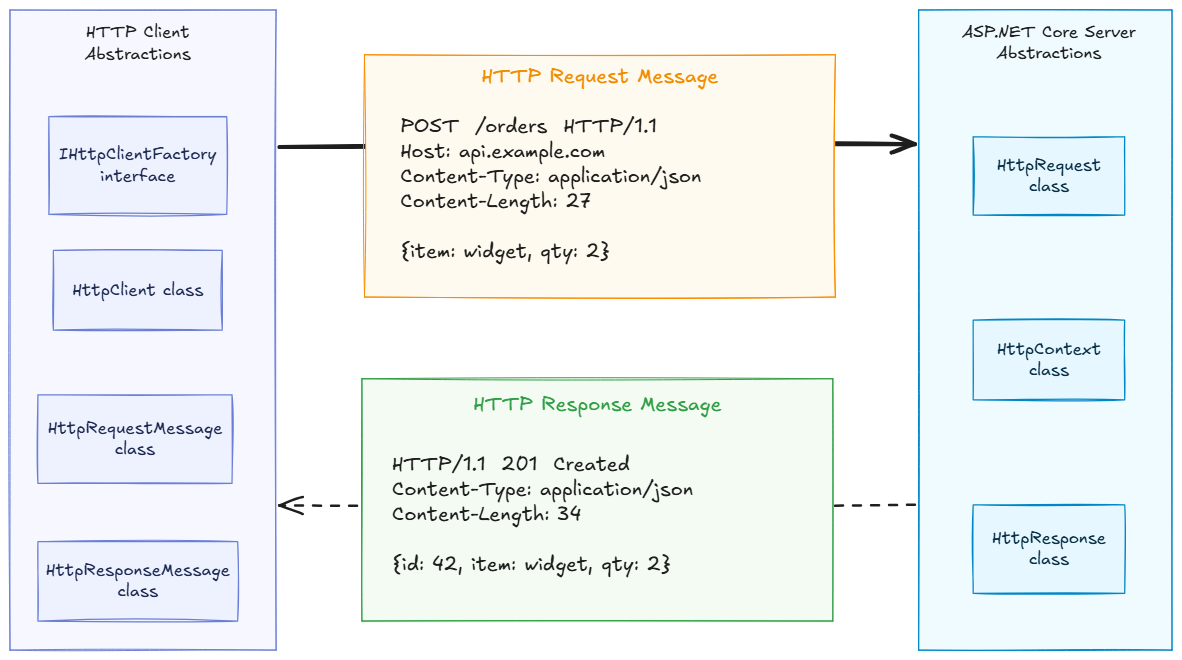 HTTP Client
Abstractions
IHttpClientFactory
interface
HttpClient class
HttpRequestMessage
class
HttpResponseMessage
class
HTTP Request Message
POST /orders HTTP/1.1
Host: api.example.com
Content-Type: application/json
Content-Length: 27
{item: widget, qty: 2}
HTTP Response Message
HTTP/1.1 201 Created
Content-Type: application/json
Content-Length: 34
{id: 42, item: widget, qty: 2}
ASP.NET Core Server
Abstractions
HttpRequest
class
HttpContext
class
HttpResponse
class